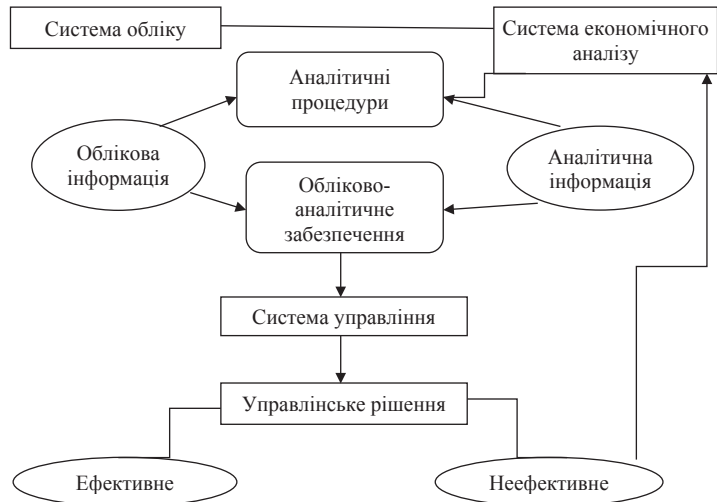 Система обліку
Система економічного
аналізу
Аналітичні
процедури
Облікова
інформація
Аналітична
інформація
Обліково-
аналітичне
забезпечення
Система управління
Управлінське рішення
Ефективне
Неефективне